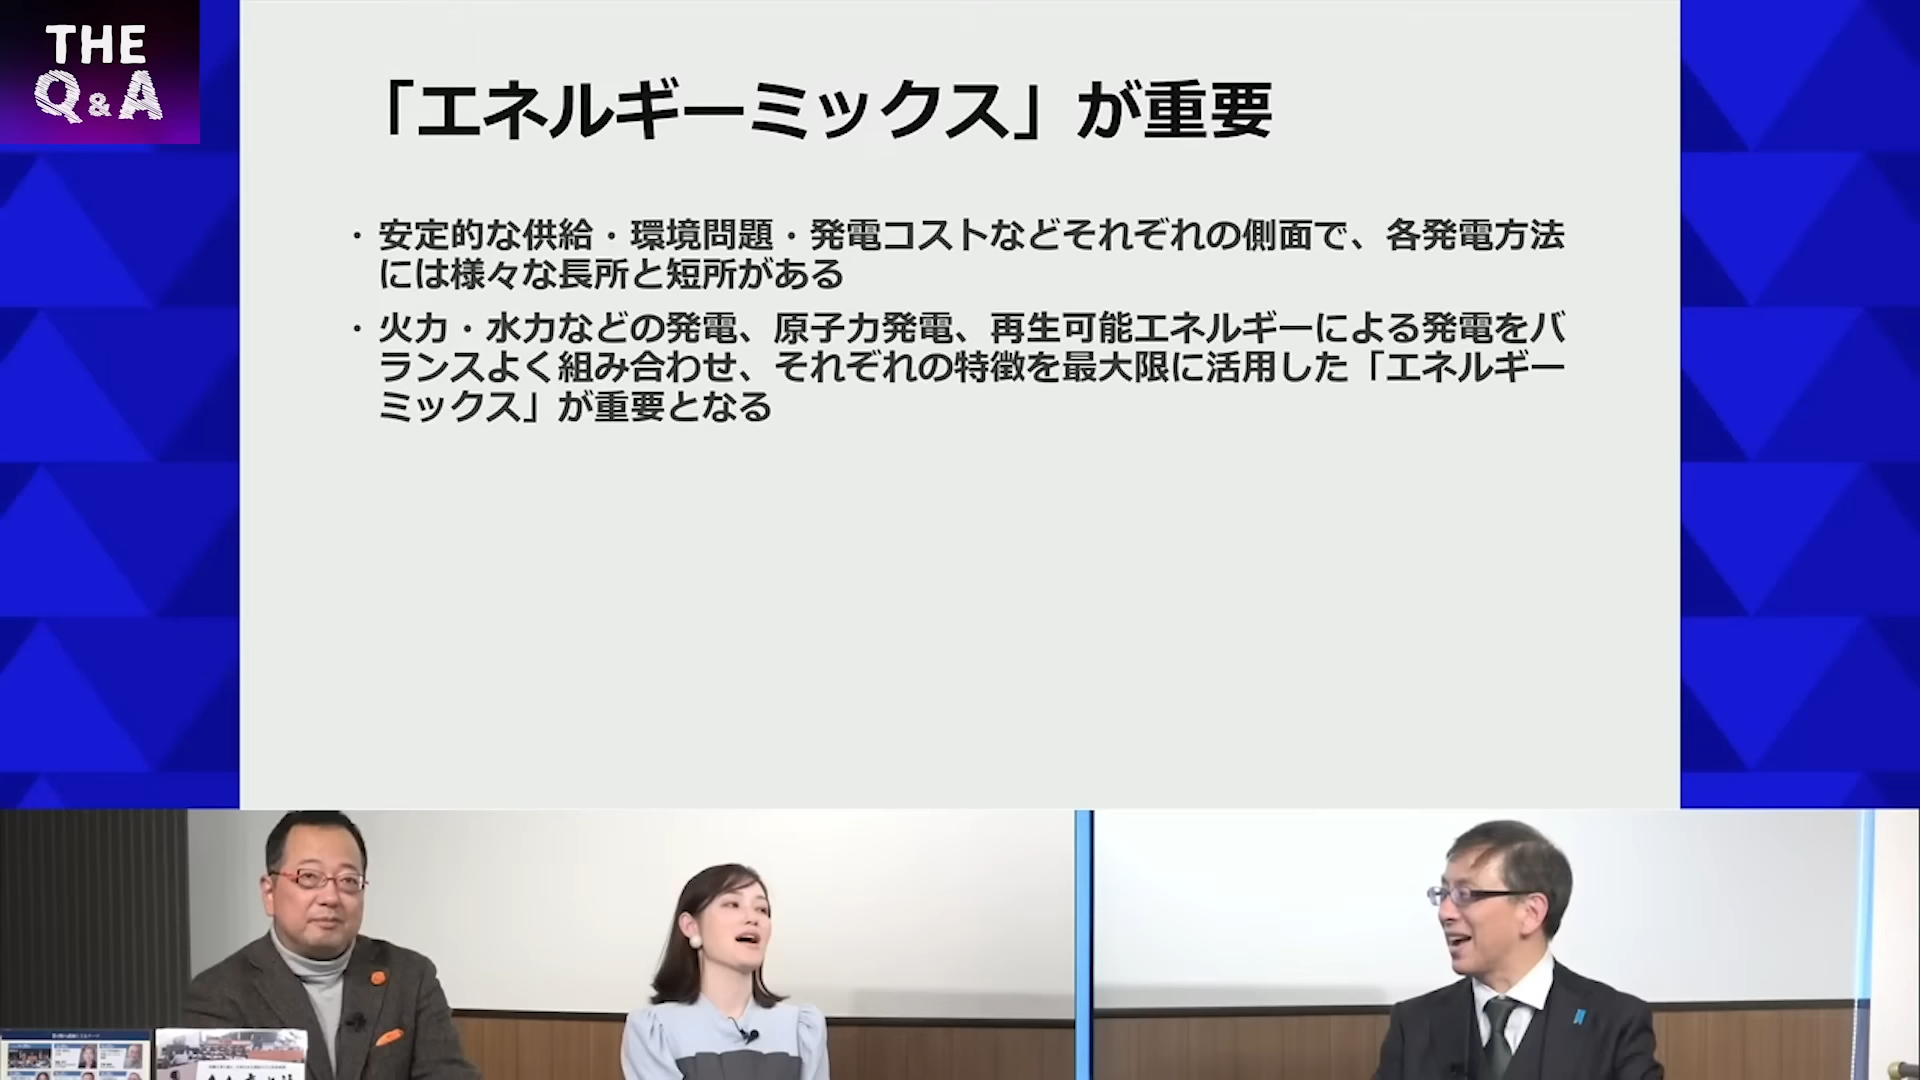 THE
Q&A
「エネルギーミックス」が重要
・安定的な供給・環境問題・発電コストなどそれぞれの側面で、各発電方法
には様々な長所と短所がある
・火力・水力などの発電、原子力発電、再生可能エネルギーによる発電をバ
ランスよく組み合わせ、それぞれの特徴を最大限に活用した「エネルギー
ミックス」が重要となる